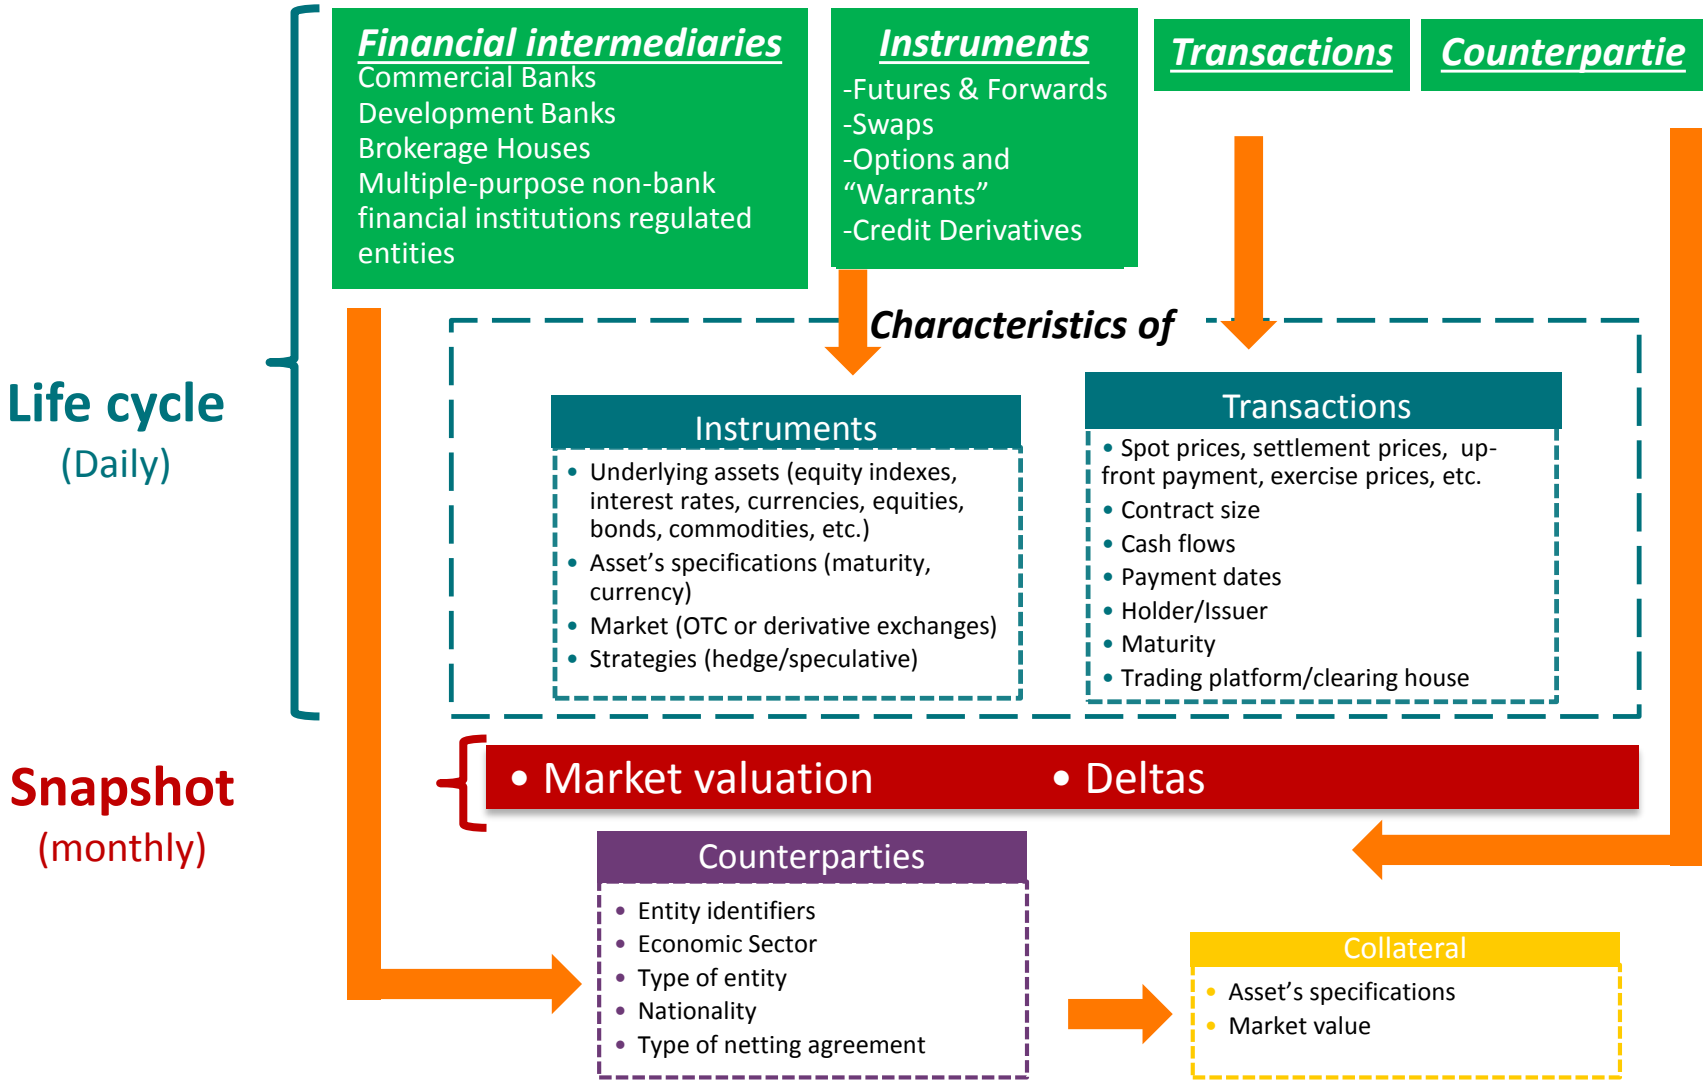 Financial intermediaries
Commercial Banks
Development Banks
Brokerage Houses
Multiple-purpose non-bank
financial institutions regulated
entities
Instruments
-Futures & Forwards
-Swaps
-Options and
“Warrants”
-Credit Derivatives
Transactions
Counterpartie
Life cycle
(Daily)
Characteristics of
Instruments
• Underlying assets (equity indexes,
interest rates, currencies, equities,
bonds, commodities, etc.)
• Asset’s specifications (maturity,
currency)
• Market (OTC or derivative exchanges)
• Strategies (hedge/speculative)
Transactions
• Spot prices, settlement prices, up-
front payment, exercise prices, etc.
• Contract size
• Cash flows
• Payment dates
• Holder/Issuer
• Maturity
• Trading platform/clearing house
Snapshot
(monthly)
• Market valuation
• Deltas
Counterparties
• Entity identifiers
• Economic Sector
• Type of entity
• Nationality
• Type of netting agreement
Collateral
• Asset’s specifications
• Market value